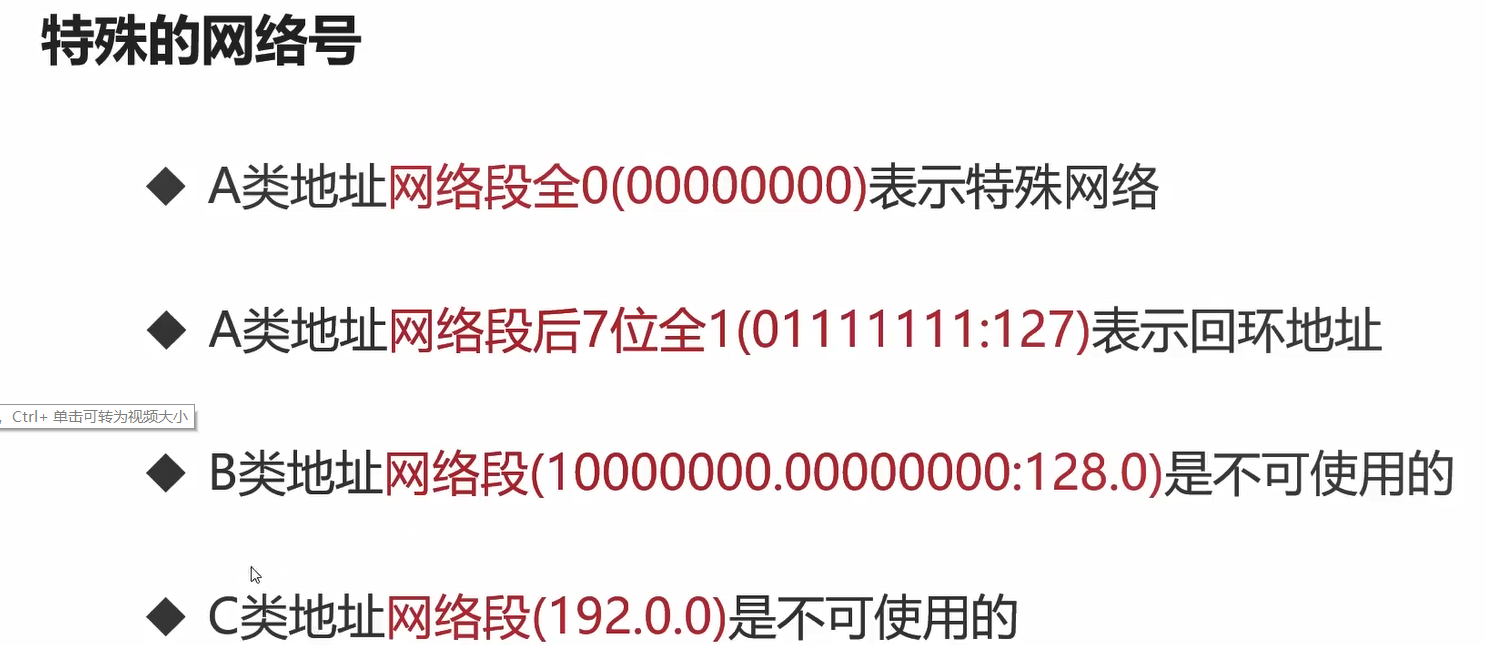 特殊的网络号
◆ A类地址网络段全0(00000000)表示特殊网络
◆ A类地址网络段后7位全1(01111111:127)表示回环地址
，Ctrl+ 单击可转为视频大小
◆ B类地址网络段(10000000.00000000:128.0)是不可使用的
◆ C类地址网络段(192.0.0)是不可使用的